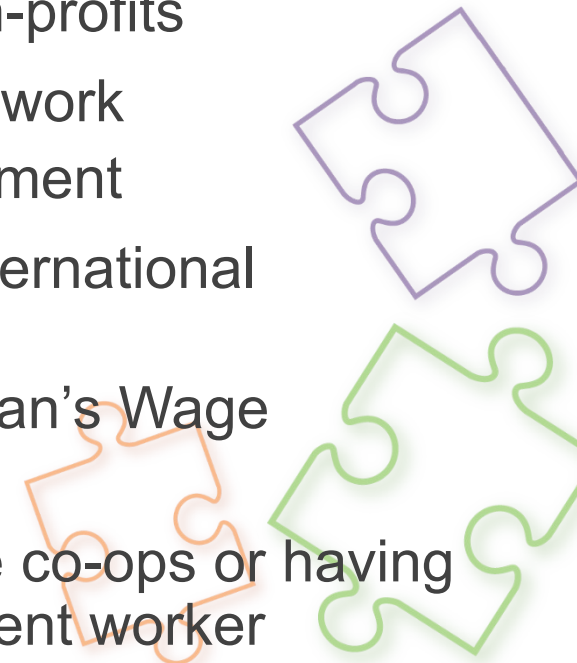 n-profits
work
ment
ernational
an's Wage
e co-ops or having
ent worker